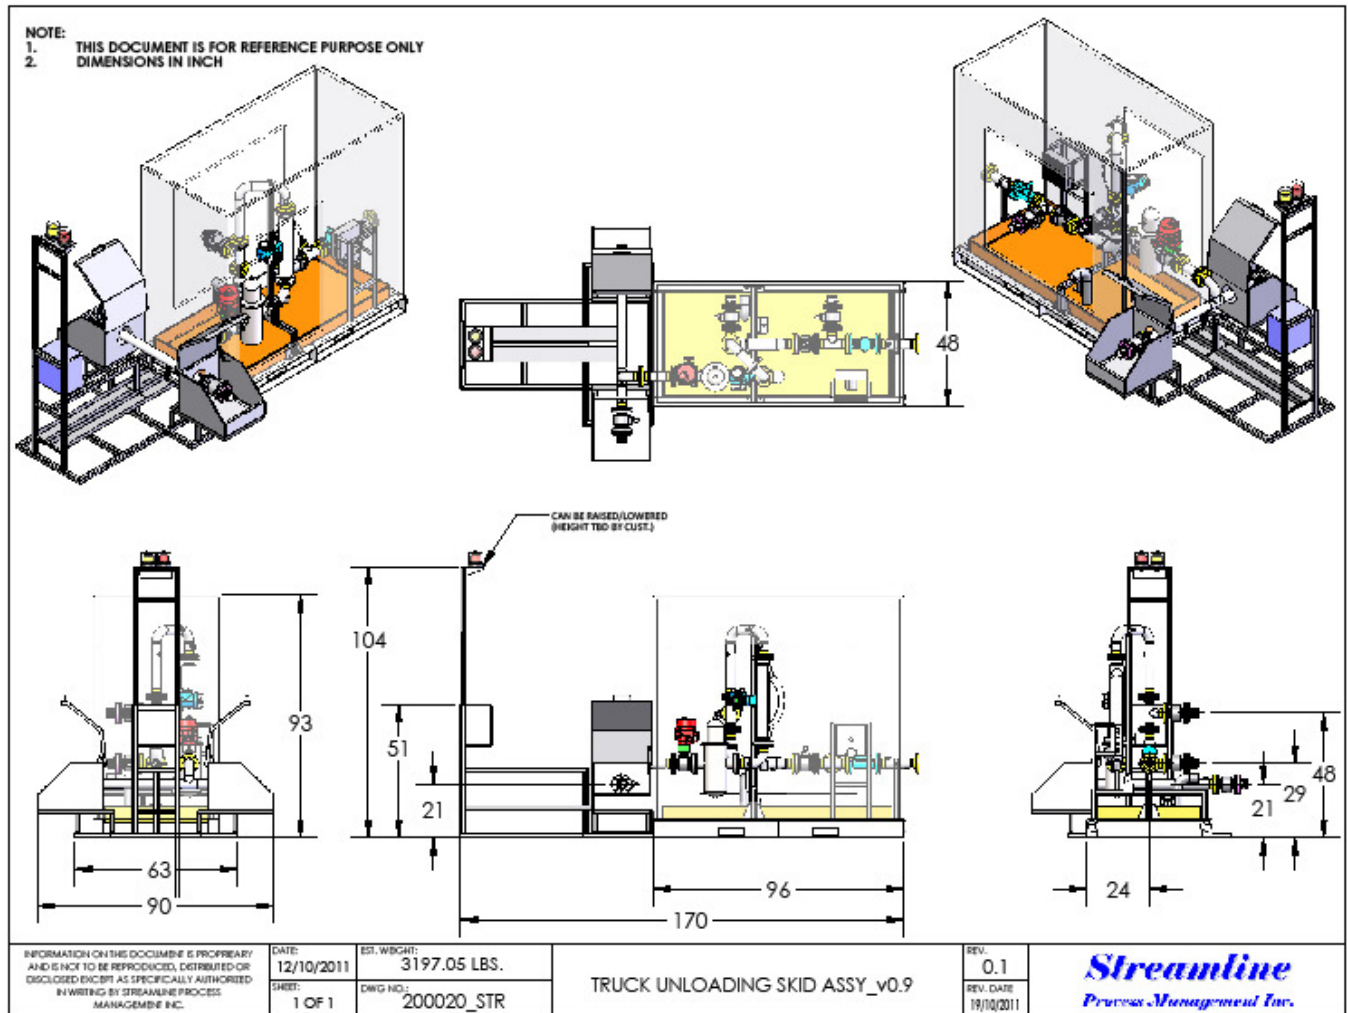 NOTE:
1. THIS DOCUMENT IS FOR REFERENCE PURPOSE ONLY
2. DIMENSIONS IN INCH
48
CAN BE RAISED/LOWERED
(HEIGHT TBD BY CUST.)
93
63
90
104
51
21
96
170
48
29
21
24
INFORMATION ON THIS DOCUMENT IS PROPRIEARY
AND IS NOT TO BE REPRODUCED, DISTRIBUTED OR
DISCLOSED EXCEPT AS SPECIFICALLY AUTHORIZED
IN WRITING BY STREAMLINE PROCESS
MANAGEMENT INC.
DATE:
12/10/2011
SHEET:
1 OF 1
EST. WEIGHT:
3197.05 LBS.
DWG NO.:
200020_STR
TRUCK UNLOADING SKID ASSY_v0.9
REV.
0.1
REV. DATE
19/10/2011
Streamline
Process Management Inc.